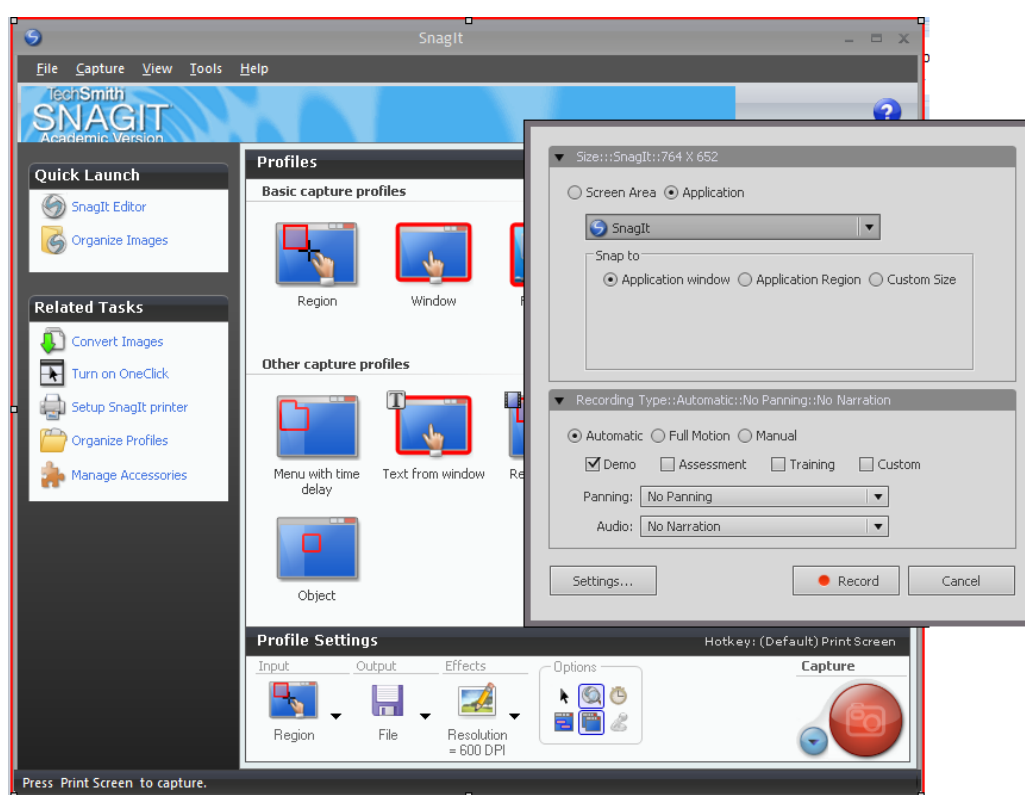 SnagIt
File Capture View Tools Help
TechSmith
SNAGIT
Academic Version
?
Quick Launch
SnagIt Editor
Organize Images
Related Tasks
Convert Images
Turn on OneClick
Setup SnagIt printer
Organize Profiles
Manage Accessories
Profiles
Basic capture profiles
Region
Window
Other capture profiles
T
Menu with time
delay
Text from window
Re
Object
Size:::SnagIt::764 X 652
Screen Area Application
SnagIt
Snap to
Application window Application Region Custom Size
Recording Type::Automatic::No Panning::No Narration
Automatic Full Motion Manual
Demo Assessment Training Custom
Panning: No Panning
Audio: No Narration
Settings... Record Cancel
Profile Settings
Hotkey: (Default) Print Screen
Input Output Effects Options Capture
Region File Resolution
= 600 DPI
Press Print Screen to capture.